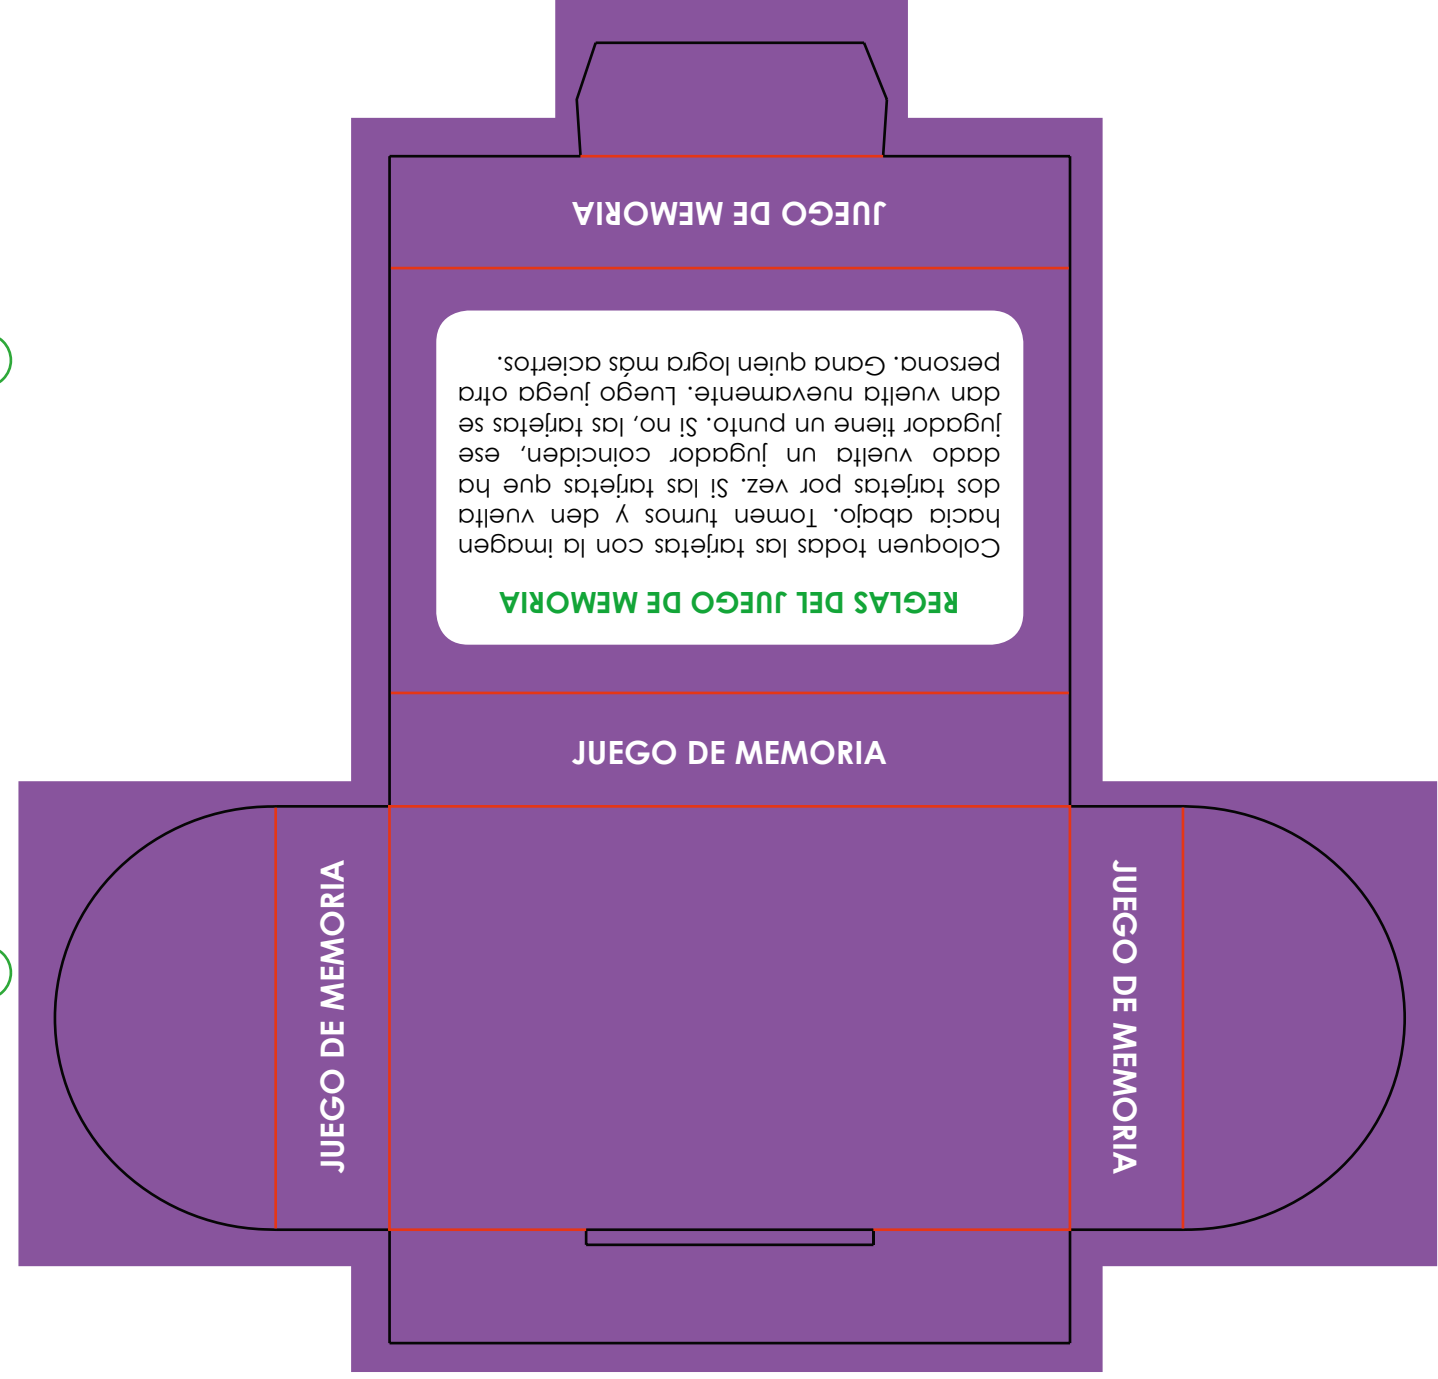 JUEGO DE MEMORIA
REGLAS DEL JUEGO DE MEMORIA
Coloquen todas las tarjetas con la imagen
hacia abajo. Tomen turnos y den vuelta
dos tarjetas por vez. Si las tarjetas que ha
dado vuelta un jugador coinciden, ese
jugador tiene un punto. Si no, las tarjetas se
dan vuelta nuevamente. Luego juega otra
persona. Gana quien logra más aciertos.
JUEGO DE MEMORIA
JUEGO DE MEMORIA
JUEGO DE MEMORIA